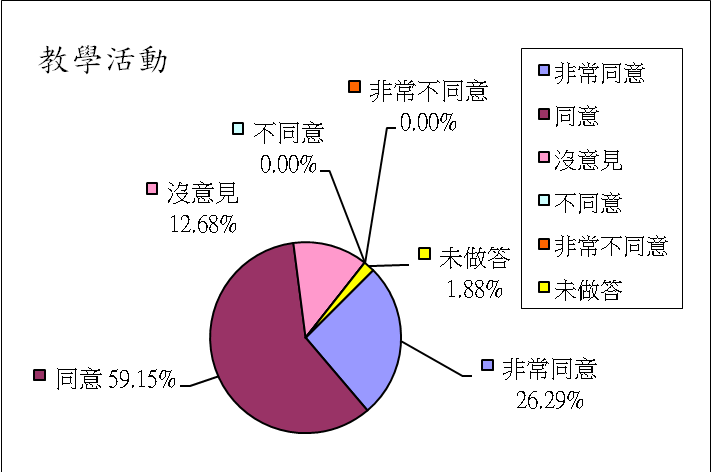 教學活動
非常不同意
0.00%
不同意
0.00%
沒意見
12.68%
未做答
1.88%
同意 59.15%
非常同意
26.29%
非常同意
同意
沒意見
不同意
非常不同意
未做答